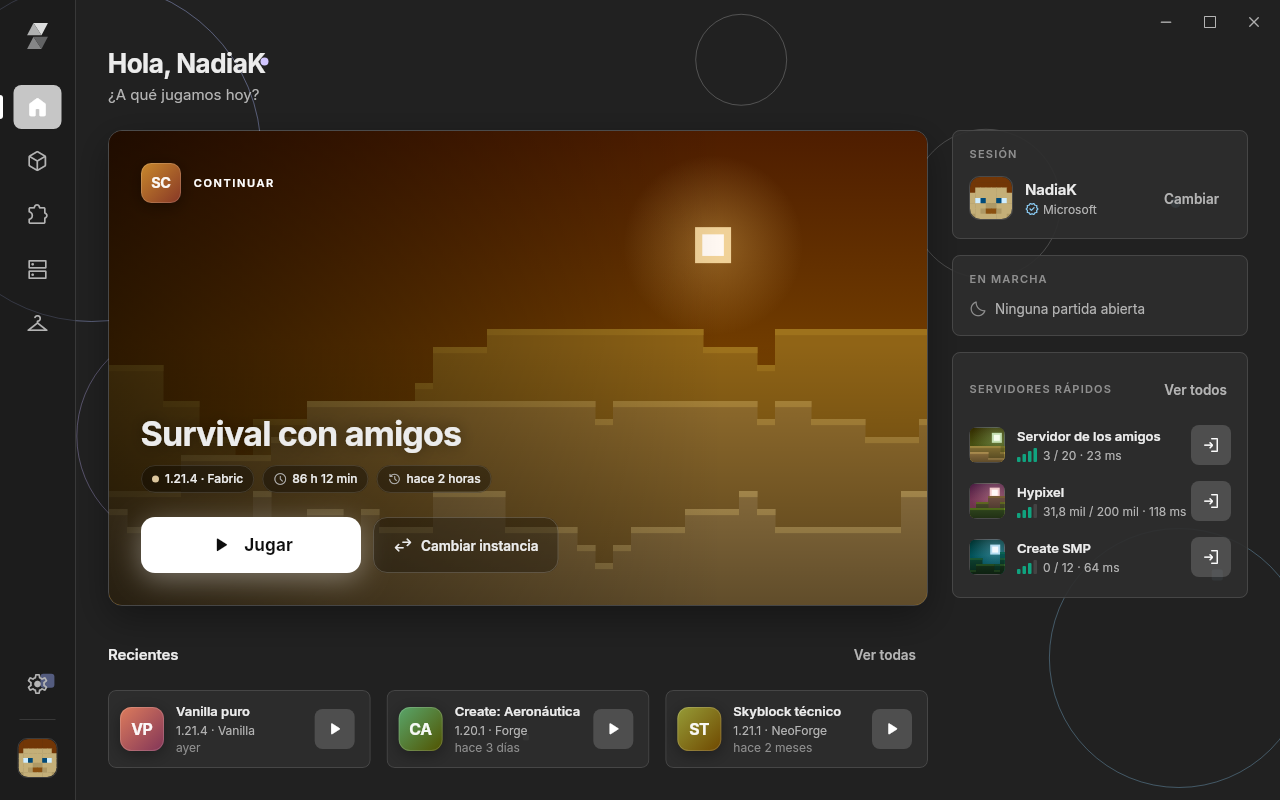 Hola, NadiaK
¿A qué jugamos hoy?
SC
CONTINUAR
Survival con amigos
1.21.4 · Fabric
86 h 12 min
hace 2 horas
Jugar
Cambiar instancia
SESIÓN
NadiaK
Microsoft
Cambiar
EN MARCHA
Ninguna partida abierta
SERVIDORES RÁPIDOS
Ver todos
Servidor de los amigos
3 / 20 · 23 ms
Hypixel
31,8 mil / 200 mil · 118 ms
Create SMP
0 / 12 · 64 ms
Recientes
Ver todas
VP
Vanilla puro
1.21.4 · Vanilla
ayer
CA
Create: Aeronáutica
1.20.1 · Forge
hace 3 días
ST
Skyblock técnico
1.21.1 · NeoForge
hace 2 meses